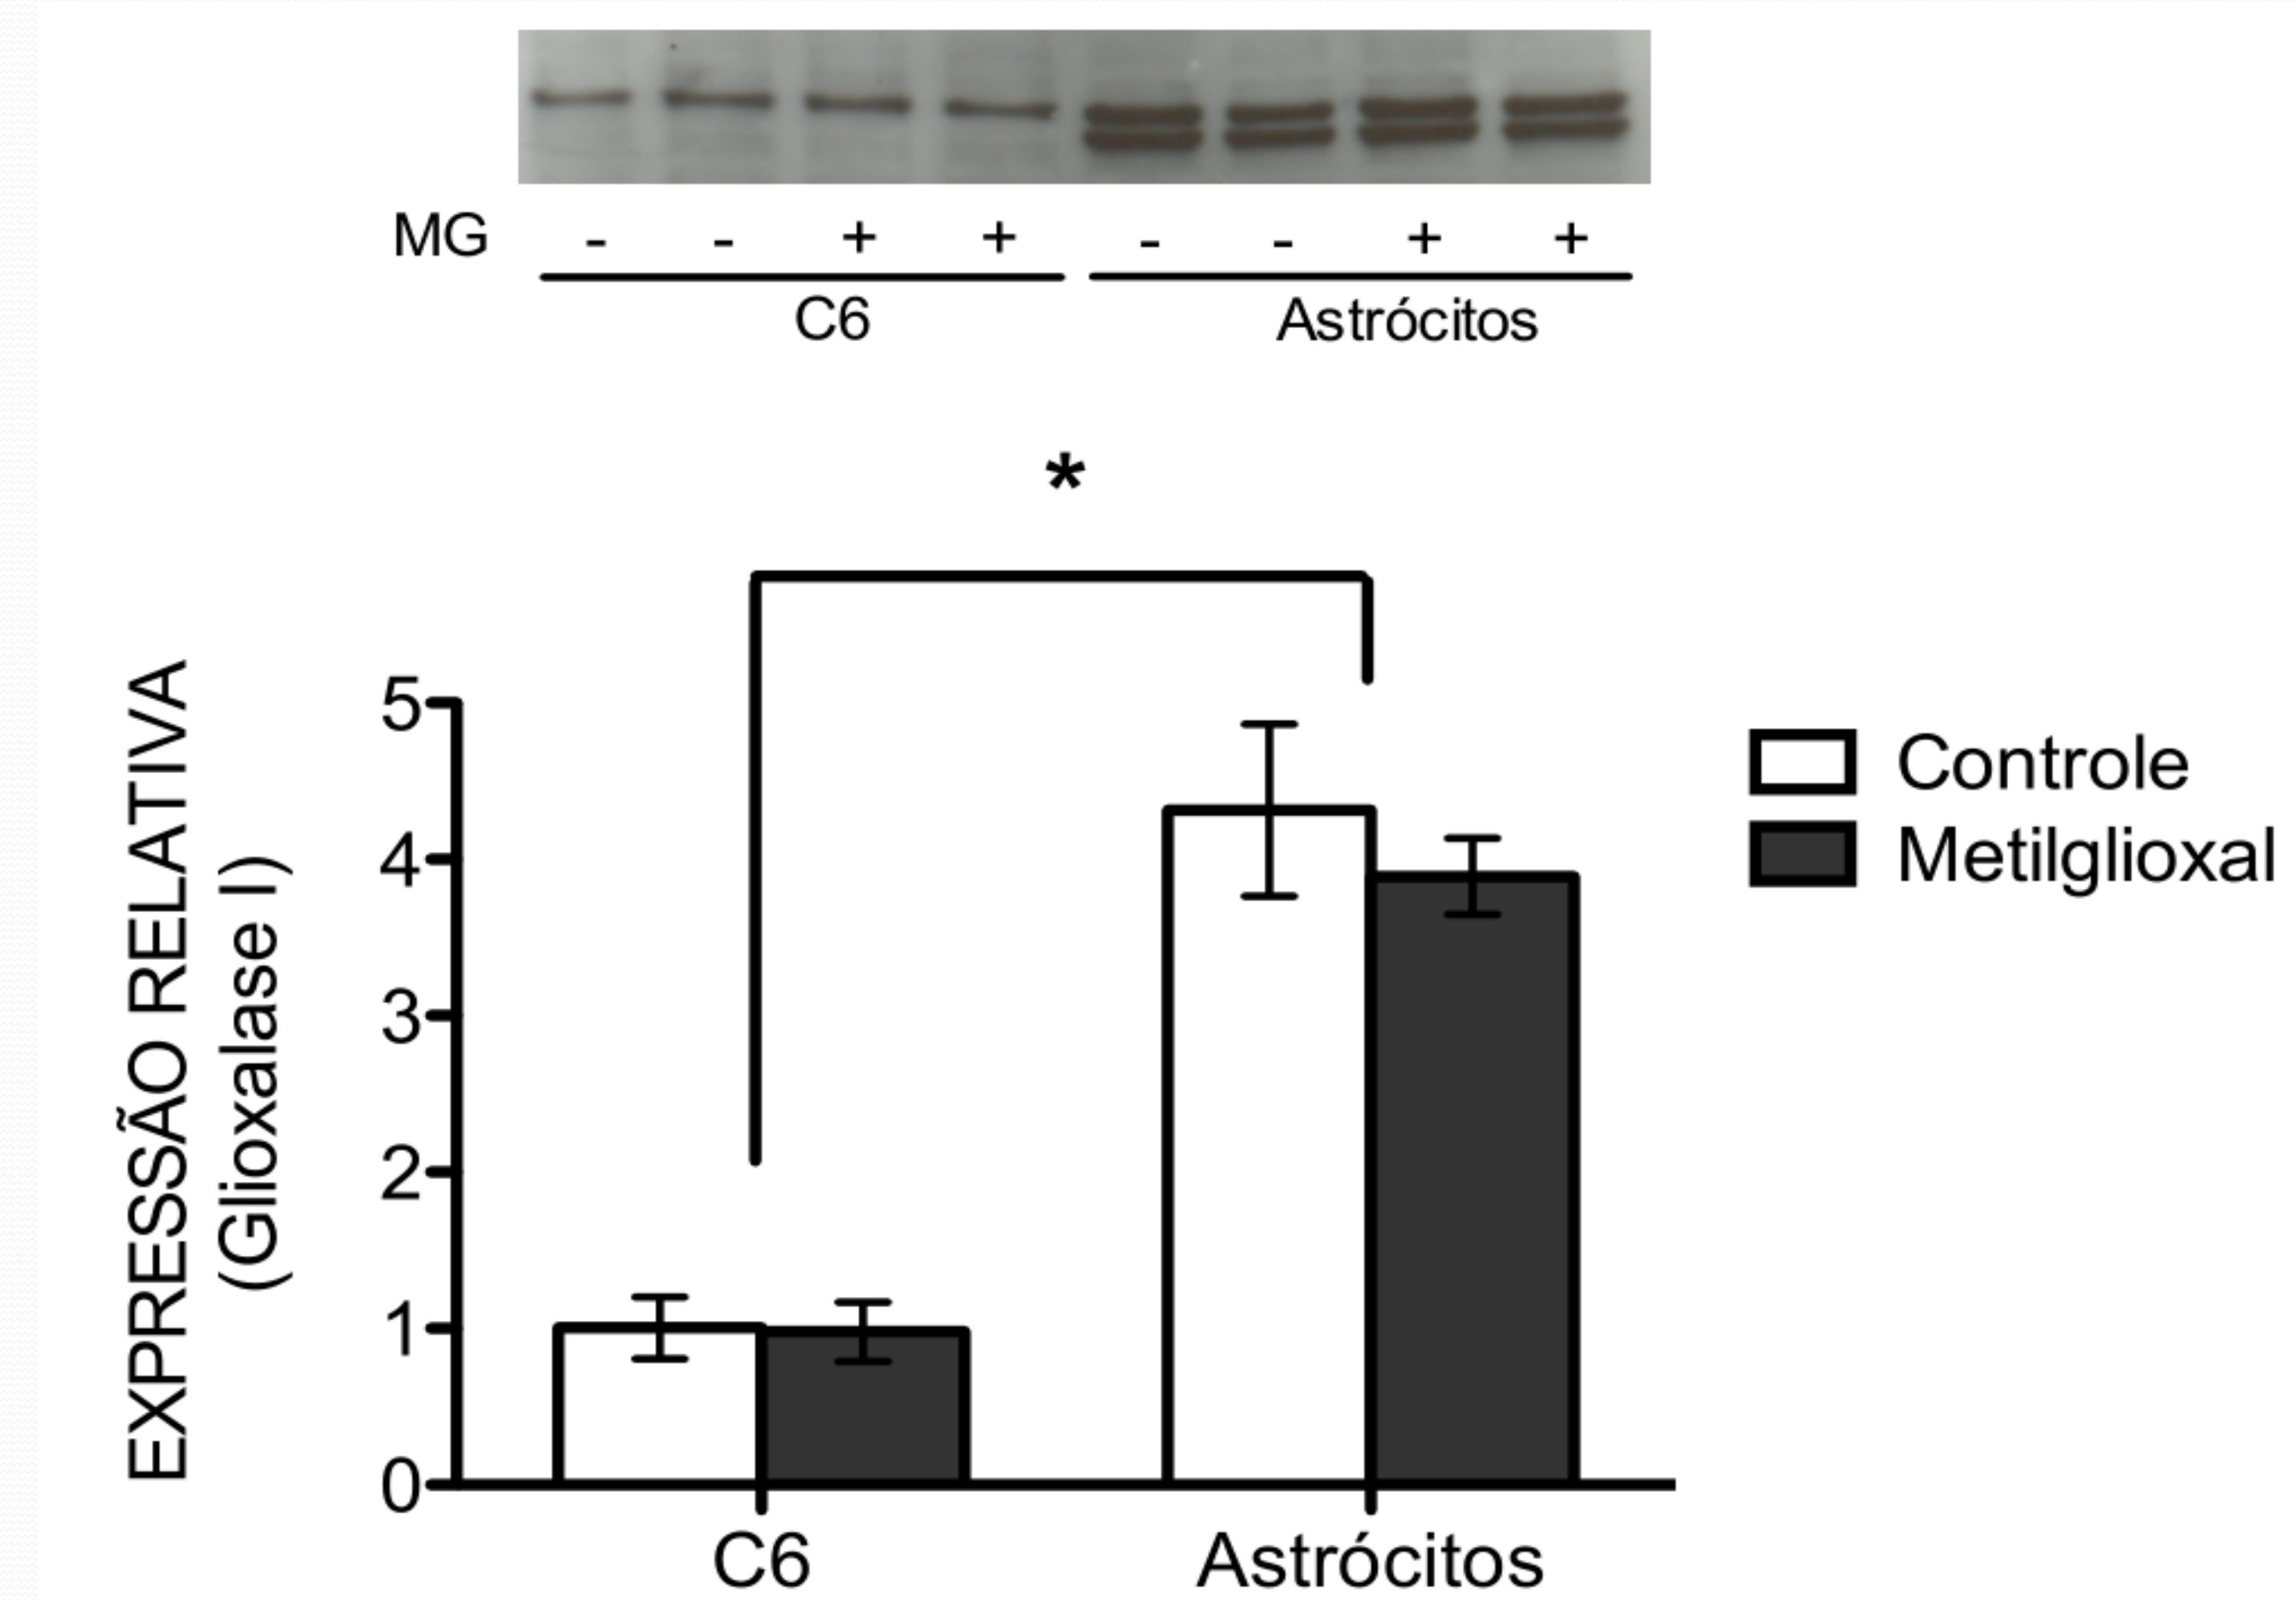 MG - - + + - - + +
C6 Astrócitos
*
EXPRESSÃO RELATIVA
(Glioxalase I)
5
4
3
2
1
0
C6 Astrócitos
Controle
Metilglioxal